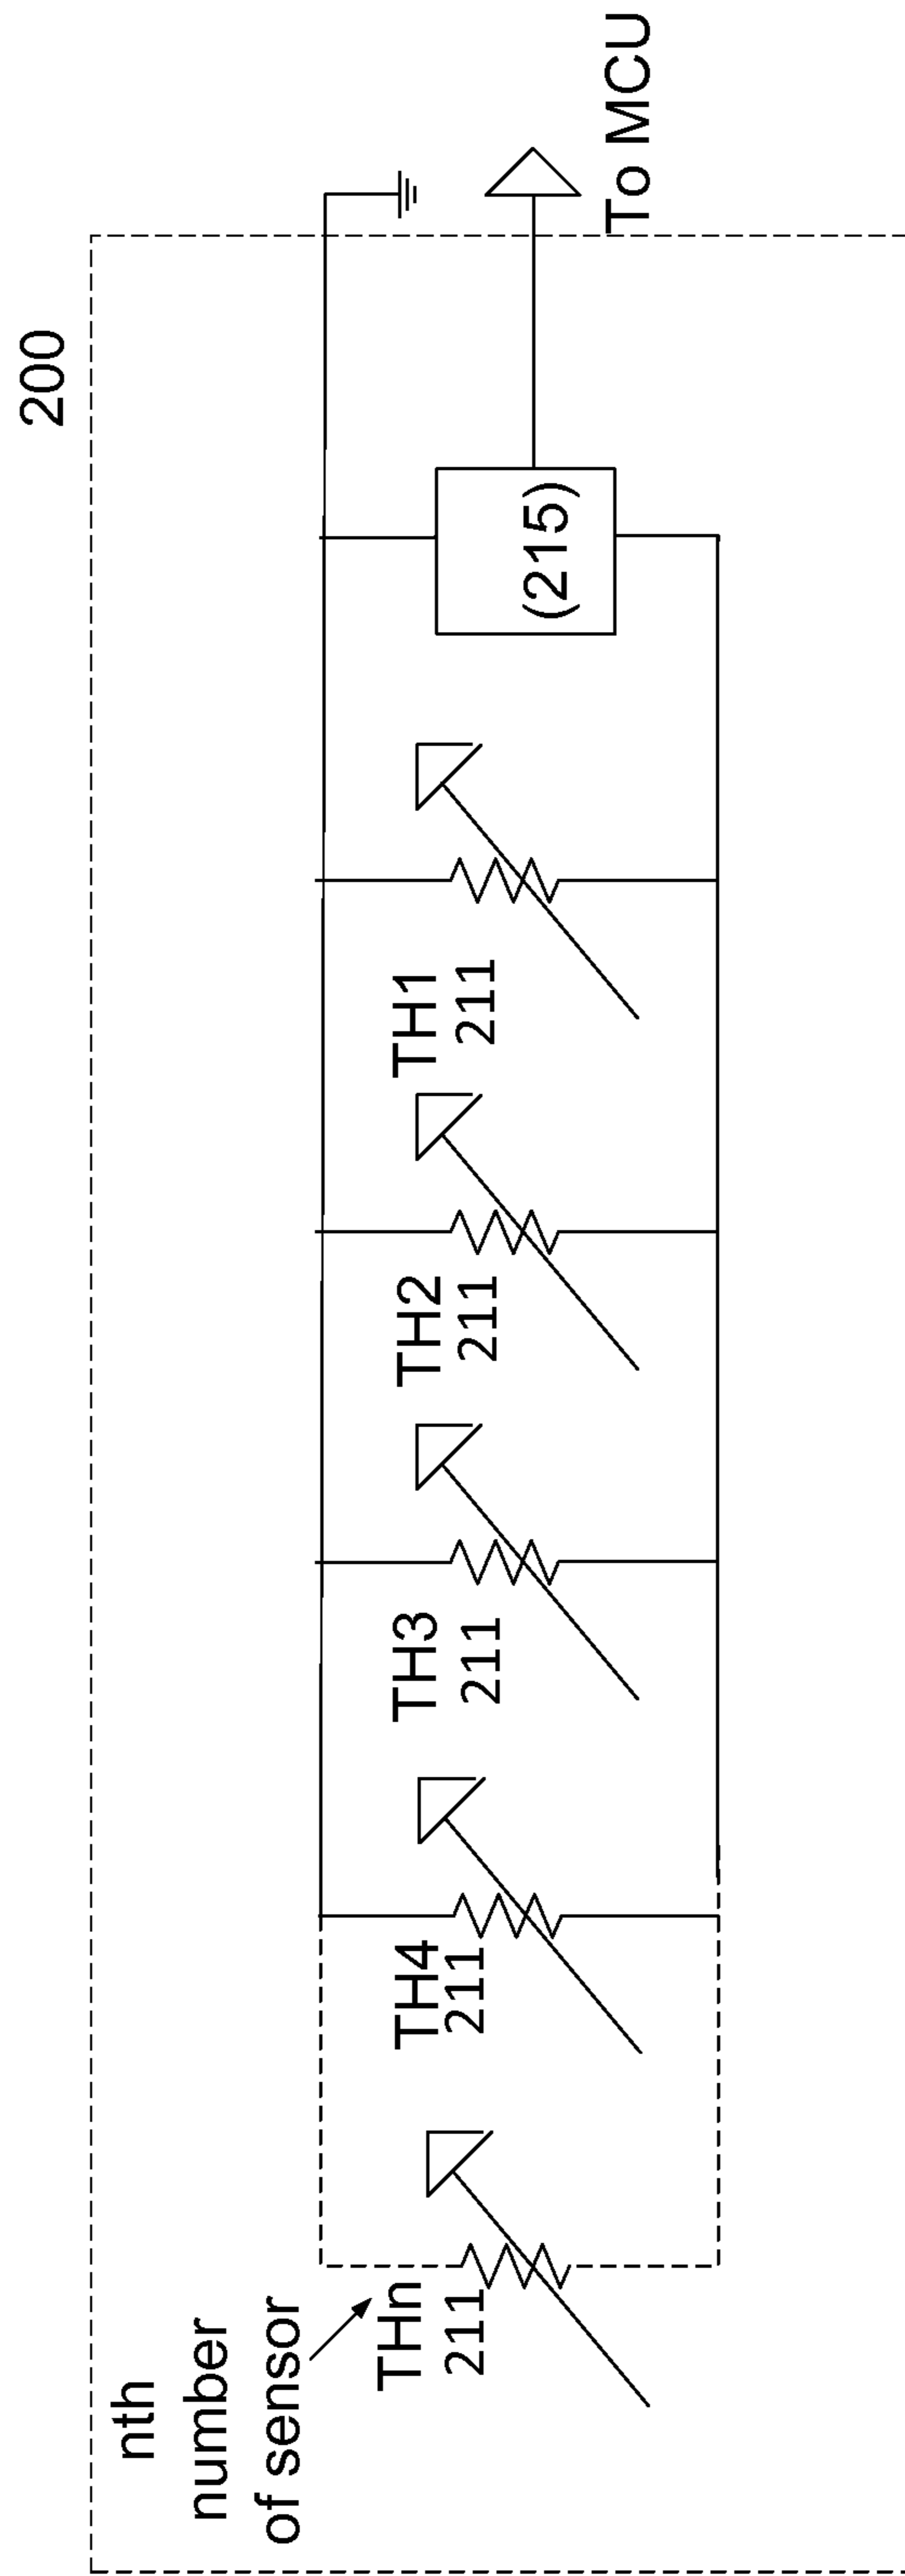 200
nth
number
of sensor
THn
211
TH4
211
TH3
211
TH2
211
TH1
211
(215)
To MCU